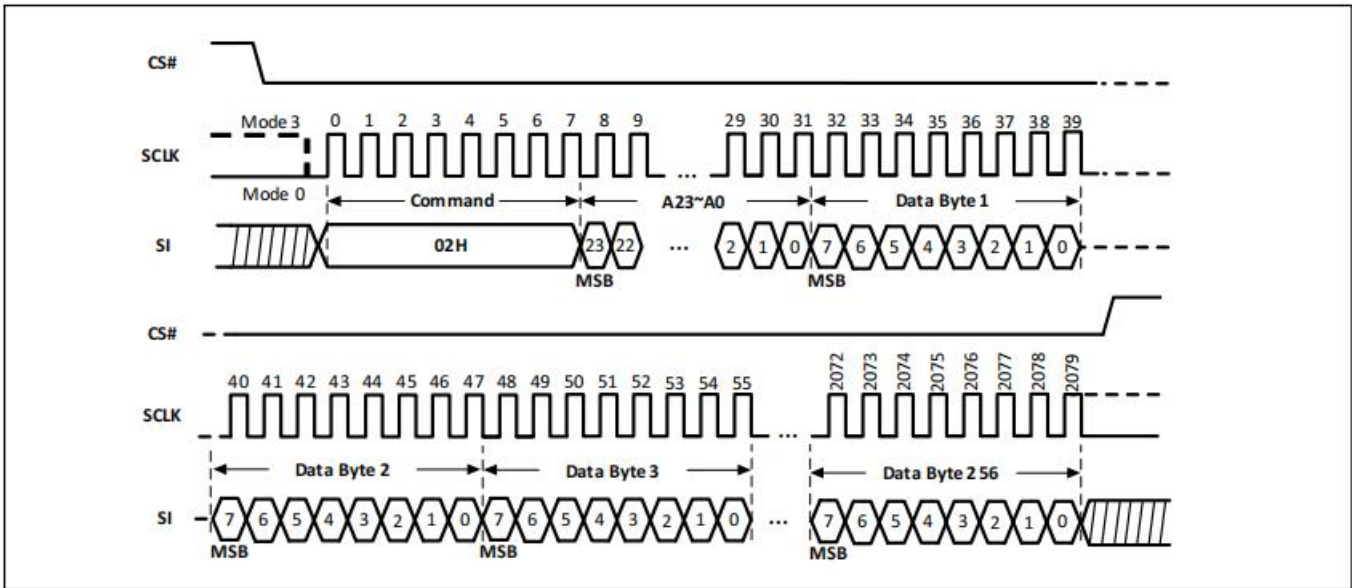 CS#
Mode 3 0 1 2 3 4 5 6 7 8 9 29 30 31 32 33 34 35 36 37 38 39
SCLK ...
Mode 0 Command A23~A0 Data Byte 1
SI 02H 23 22 ... 2 1 0 7 6 5 4 3 2 1 0
MSB MSB
CS#
40 41 42 43 44 45 46 47 48 49 50 51 52 53 54 55 2072 2073 2074 2075 2076 2077 2078 2079
SCLK ...
Data Byte 2 Data Byte 3 Data Byte 256
SI 7 6 5 4 3 2 1 0 7 6 5 4 3 2 1 0 ... 7 6 5 4 3 2 1 0
MSB MSB MSB